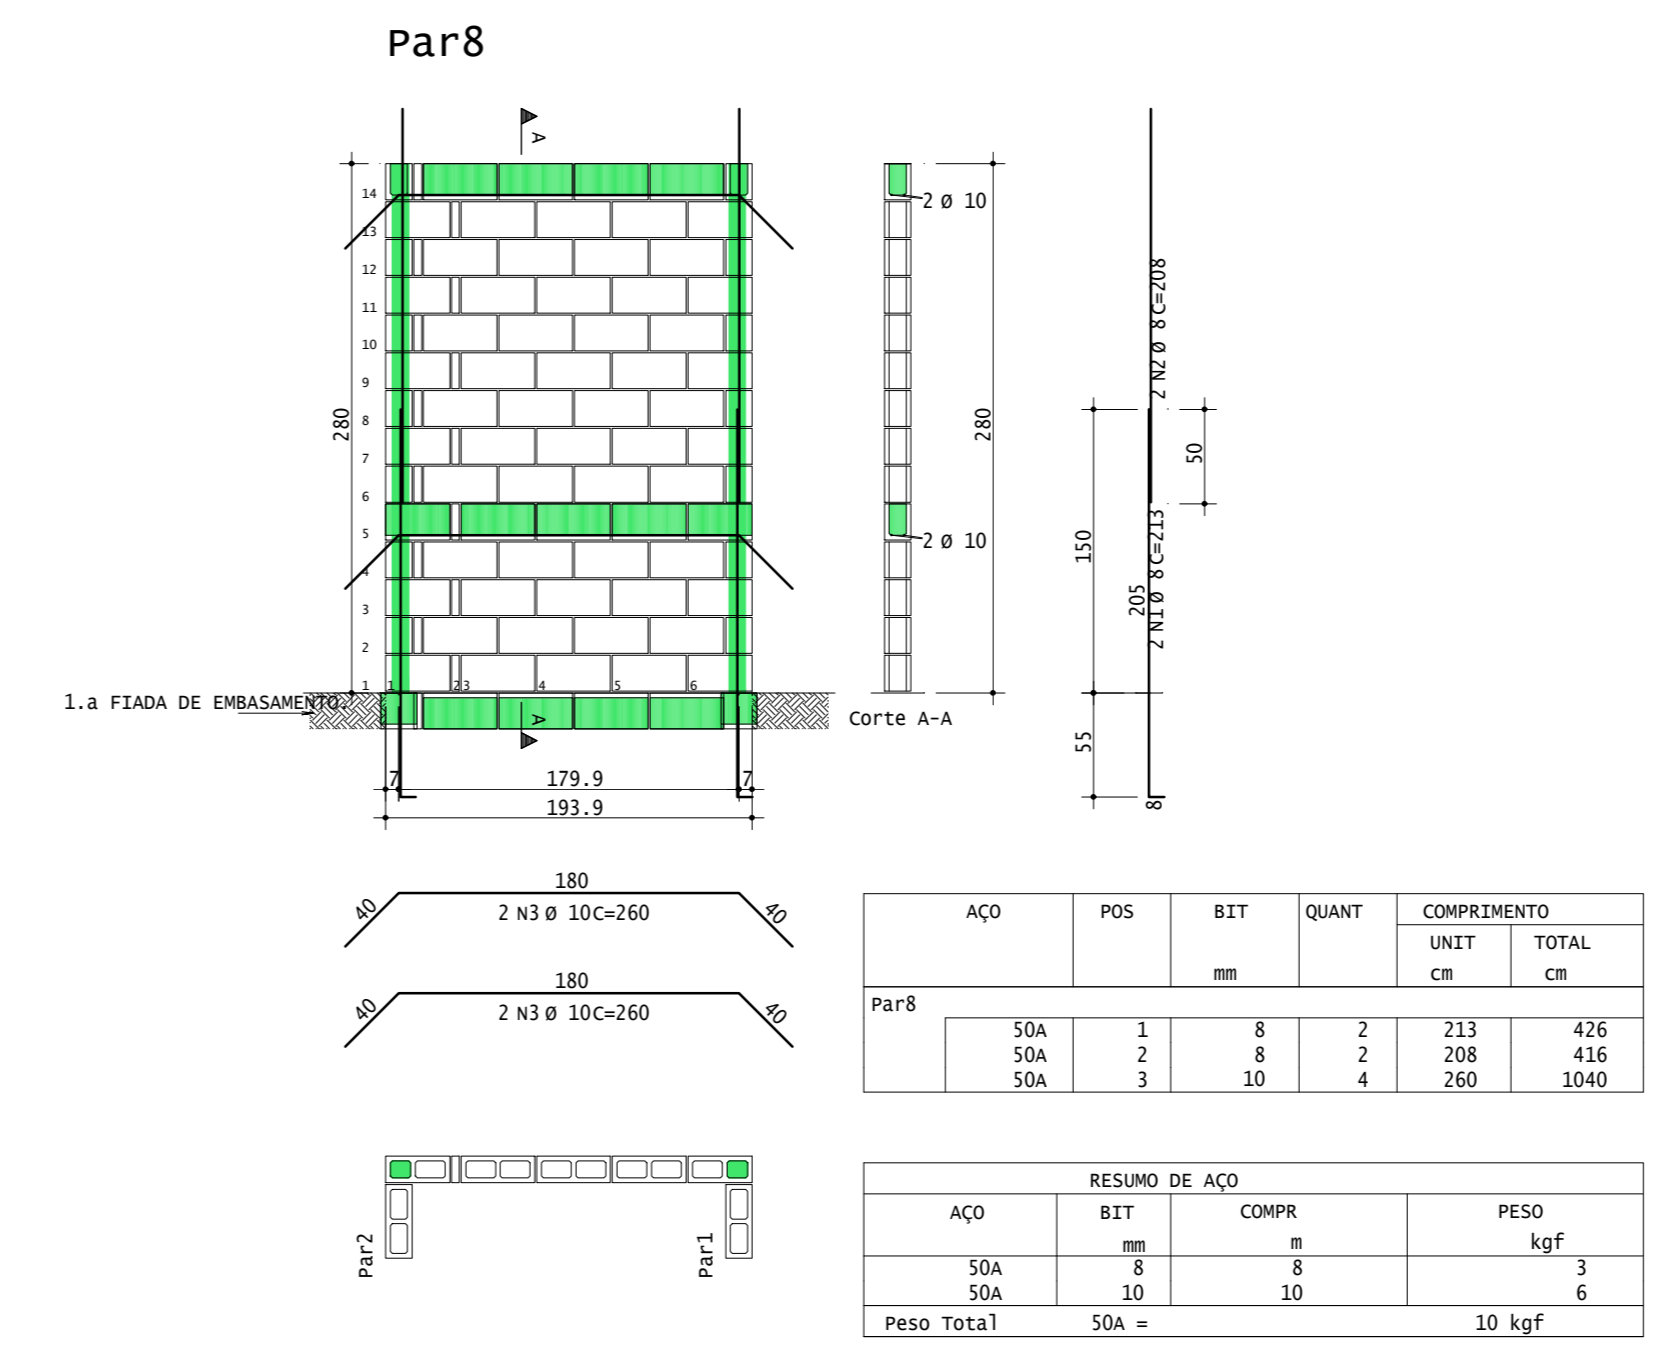 Par8
A
14
13
12
11
10
9
8
7
6
5
4
3
2
1
280
1 2 3 4 5 6
1.a FIADA DE EMBASAMENTO.
A
7 179.9 7
193.9
2 Ø 10
2 Ø 10
280
Corte A-A
2 N2 Ø 8 C=208
50
150
205
2 N1 Ø 8 C=213
55
8
180
40 2 N3 Ø 10 C=260 40
180
40 2 N3 Ø 10 C=260 40
Par2
Par1
AÇO POS BIT QUANT COMPRIMENTO
UNIT TOTAL
mm cm cm
Par8
50A 1 8 2 213 426
50A 2 8 2 208 416
50A 3 10 4 260 1040
RESUMO DE AÇO
AÇO BIT COMPR PESO
mm m kgf
50A 8 8 3
50A 10 10 6
Peso Total 50A = 10 kgf